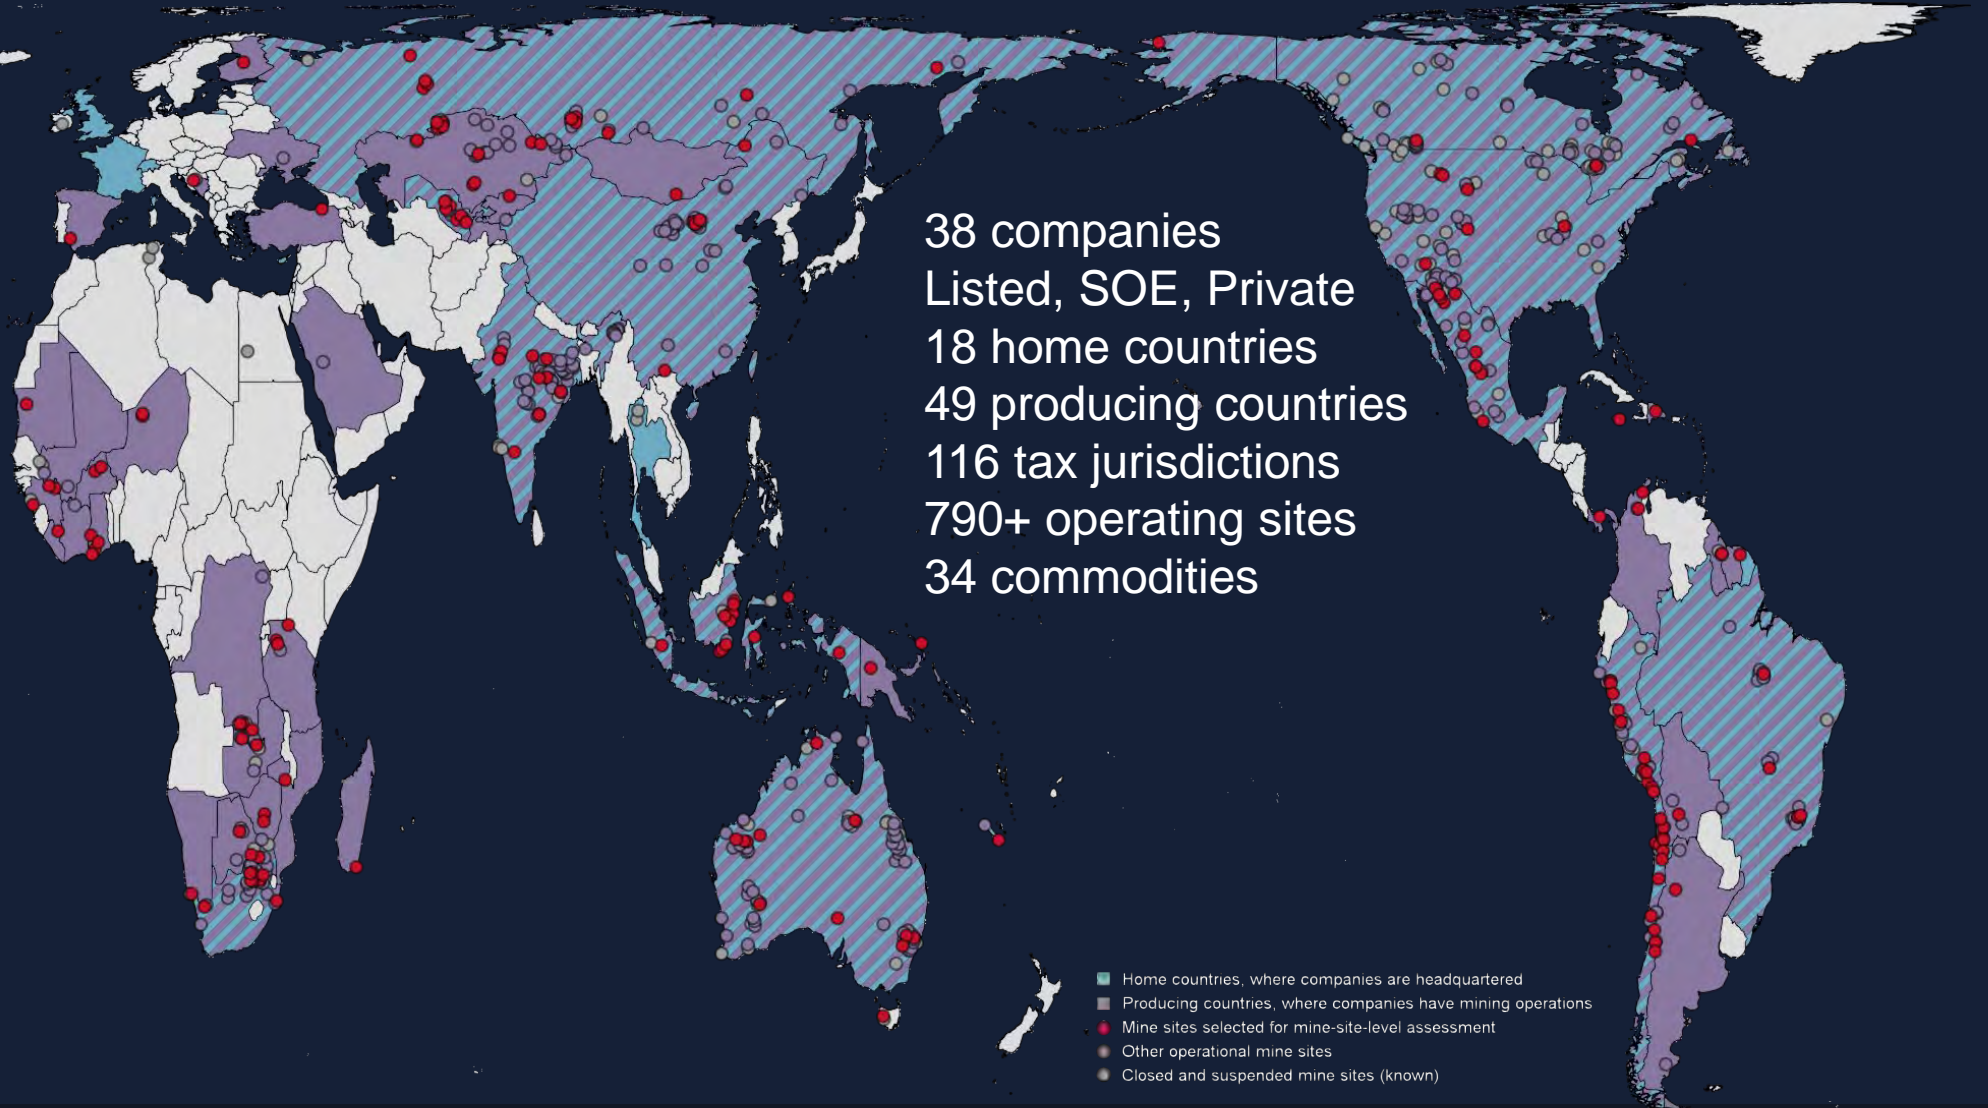 38 companies
Listed, SOE, Private
18 home countries
49 producing countries
116 tax jurisdictions
790+ operating sites
34 commodities
Home countries, where companies are headquartered
Producing countries, where companies have mining operations
Mine sites selected for mine-site-level assessment
Other operational mine sites
Closed and suspended mine sites (known)